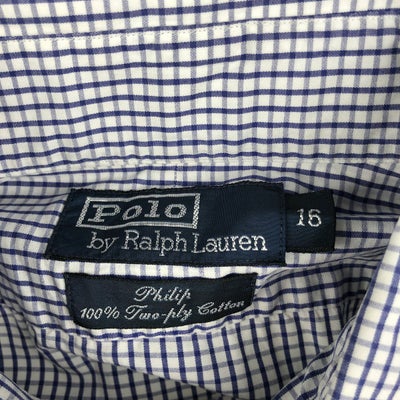 Polo
by Ralph Lauren
16
Philip
100% Two-ply Cotton